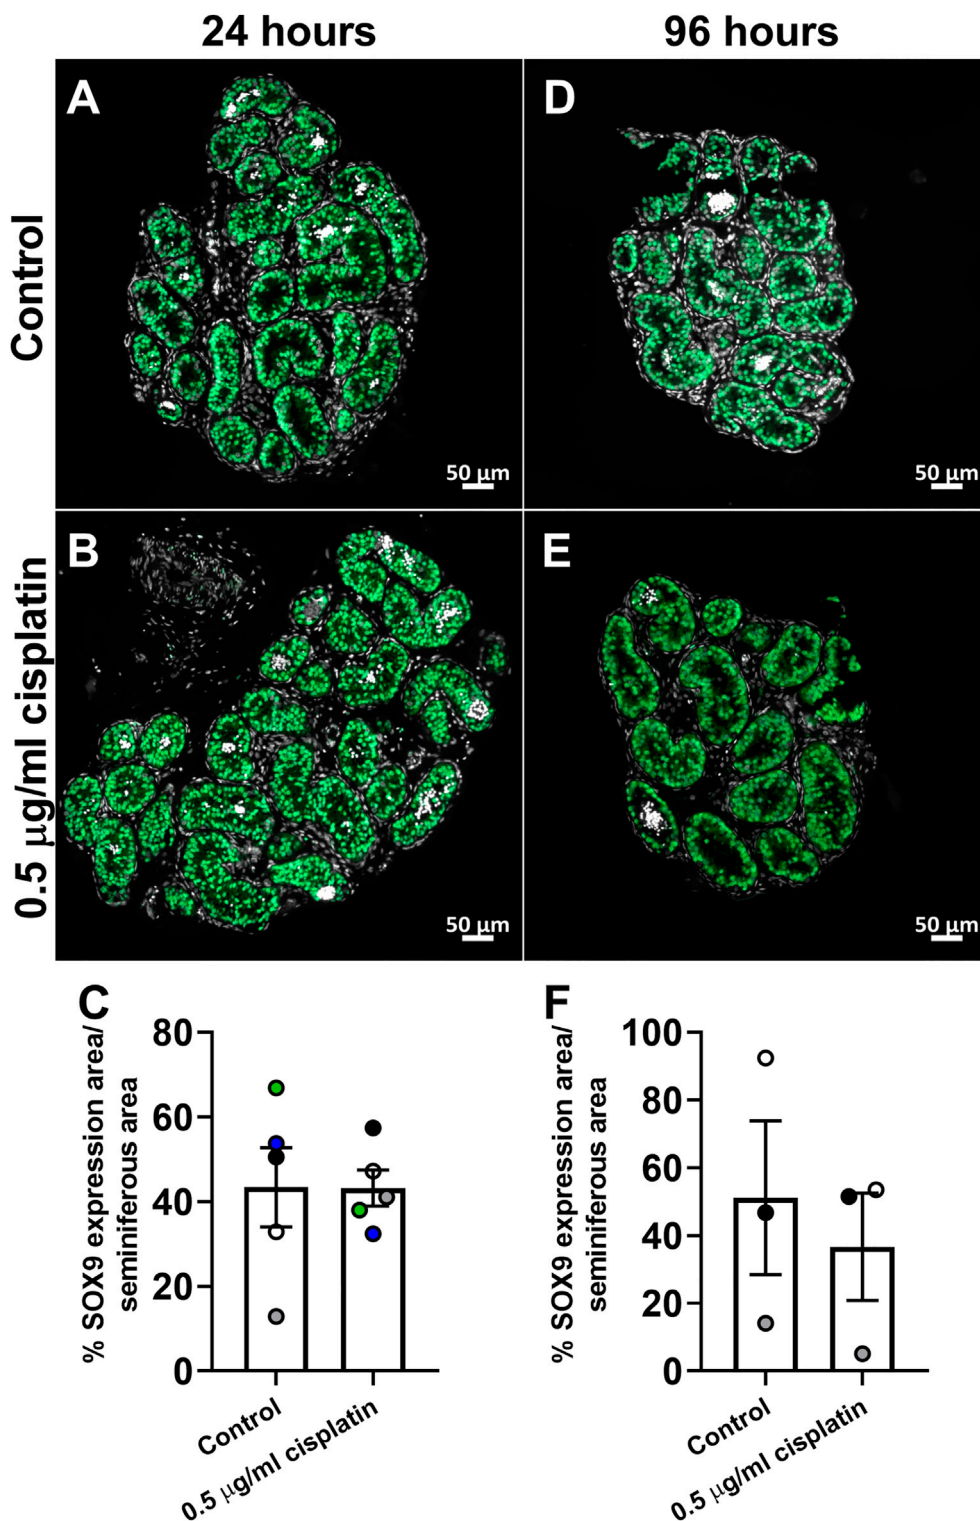 24 hours
96 hours
Control
A
50 µm
D
50 µm
0.5 µg/ml cisplatin
B
50 µm
E
50 µm
C
% SOX9 expression area/
seminiferous area
80
60
40
20
0
Control
0.5 µg/ml cisplatin
F
% SOX9 expression area/
seminiferous area
100
80
60
40
20
0
Control
0.5 µg/ml cisplatin